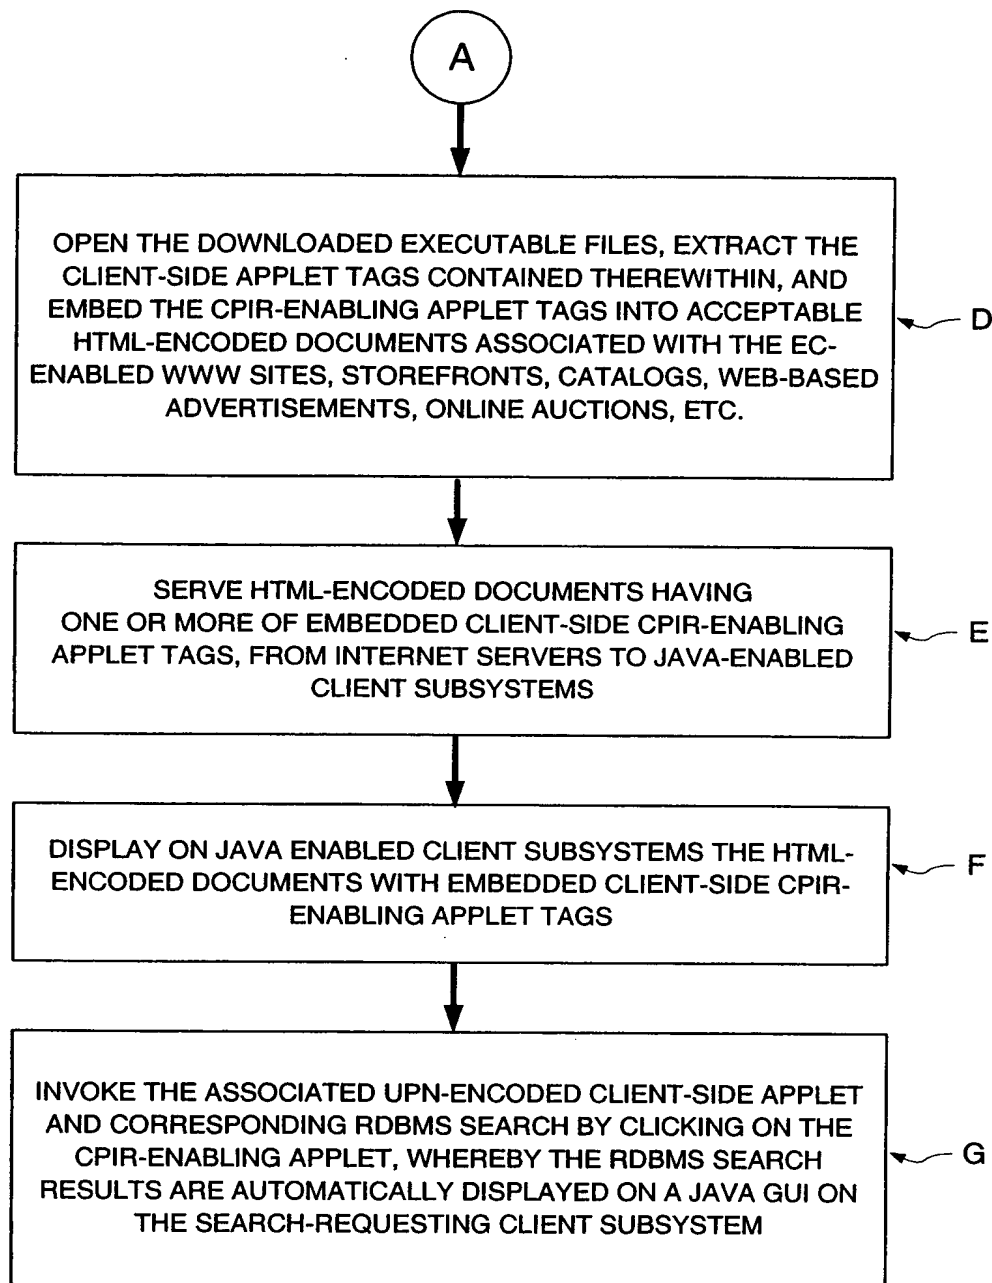 A
OPEN THE DOWNLOADED EXECUTABLE FILES, EXTRACT THE
CLIENT-SIDE APPLET TAGS CONTAINED THEREWITHIN, AND
EMBED THE CPIR-ENABLING APPLET TAGS INTO ACCEPTABLE
HTML-ENCODED DOCUMENTS ASSOCIATED WITH THE EC-
ENABLED WWW SITES, STOREFRONTS, CATALOGS, WEB-BASED
ADVERTISEMENTS, ONLINE AUCTIONS, ETC.
D
SERVE HTML-ENCODED DOCUMENTS HAVING
ONE OR MORE OF EMBEDDED CLIENT-SIDE CPIR-ENABLING
APPLET TAGS, FROM INTERNET SERVERS TO JAVA-ENABLED
CLIENT SUBSYSTEMS
E
DISPLAY ON JAVA ENABLED CLIENT SUBSYSTEMS THE HTML-
ENCODED DOCUMENTS WITH EMBEDDED CLIENT-SIDE CPIR-
ENABLING APPLET TAGS
F
INVOKE THE ASSOCIATED UPN-ENCODED CLIENT-SIDE APPLET
AND CORRESPONDING RDBMS SEARCH BY CLICKING ON THE
CPIR-ENABLING APPLET, WHEREBY THE RDBMS SEARCH
RESULTS ARE AUTOMATICALLY DISPLAYED ON A JAVA GUI ON
THE SEARCH-REQUESTING CLIENT SUBSYSTEM
G